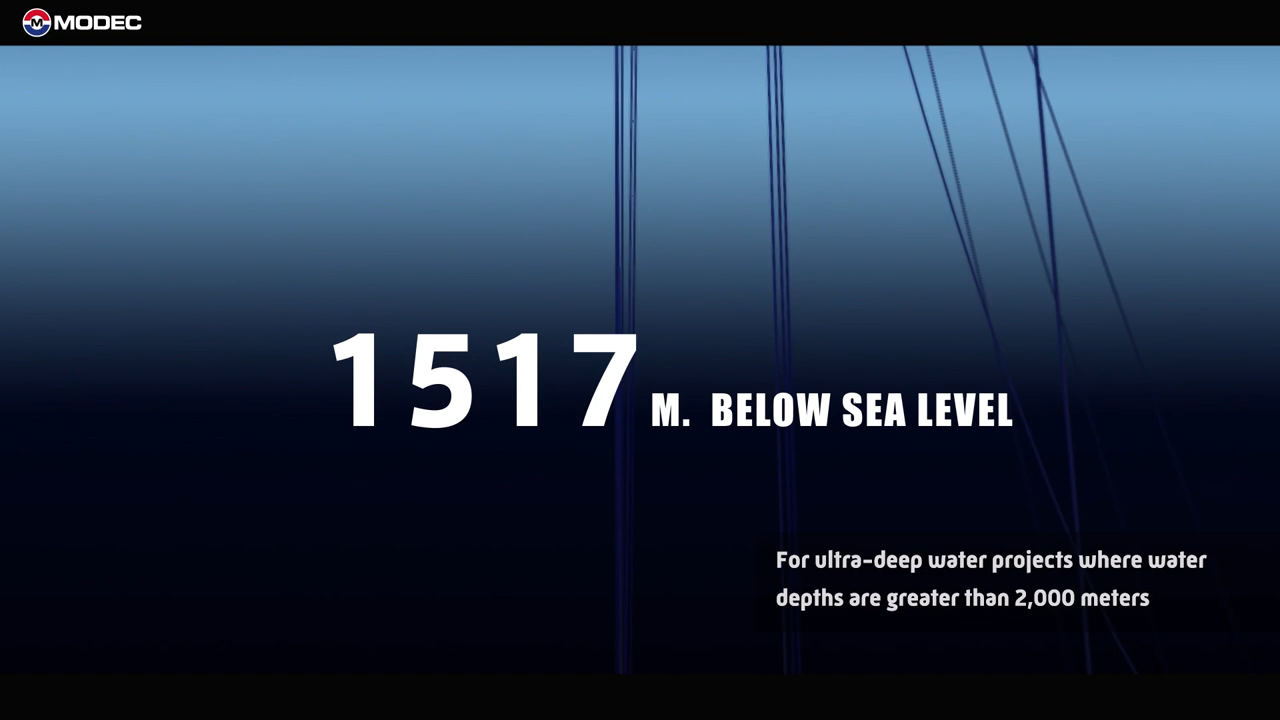 MODEC
1517 M. BELOW SEA LEVEL
For ultra-deep water projects where water
depths are greater than 2,000 meters